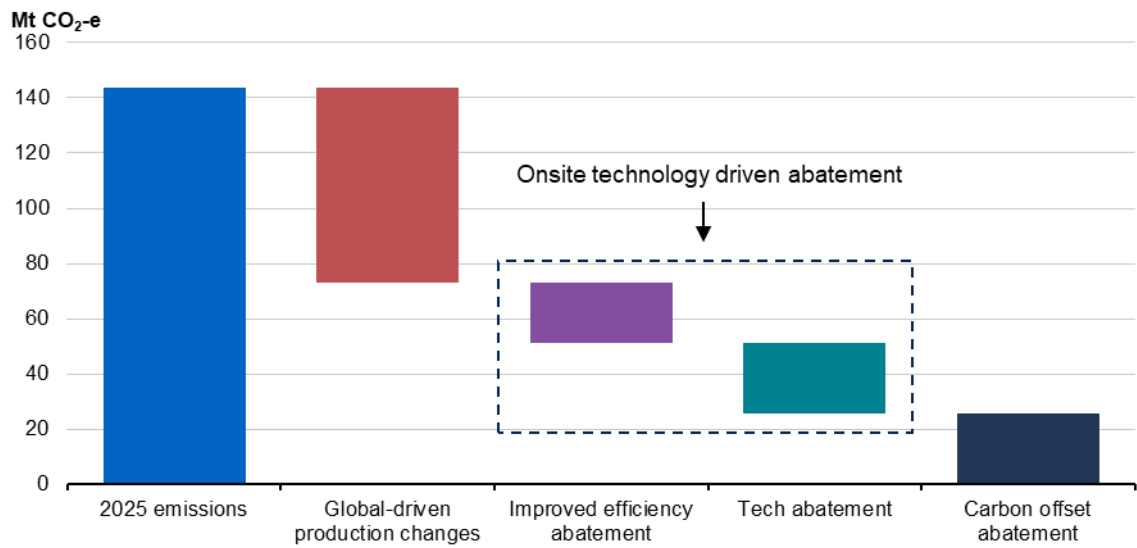 Mt CO₂-e
160
140
120
100
80
60
40
20
0
Onsite technology driven abatement
2025 emissions
Global-driven
production changes
Improved efficiency
abatement
Tech abatement
Carbon offset
abatement